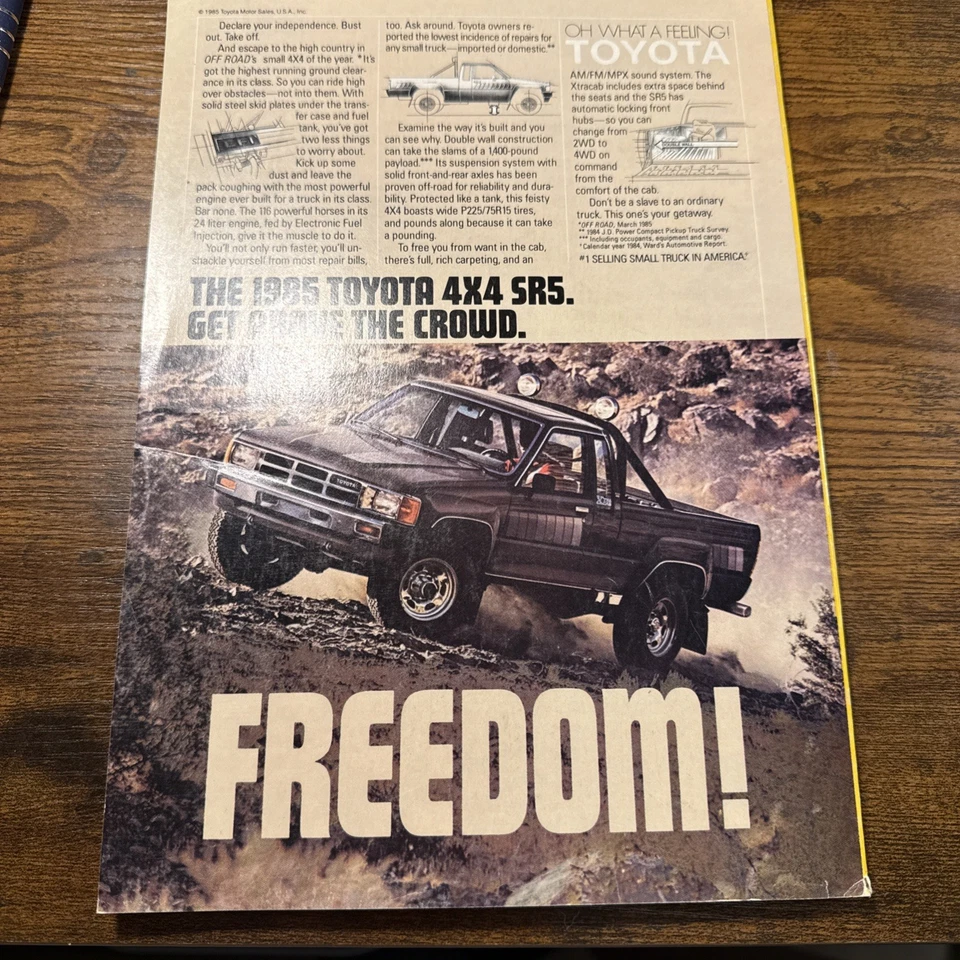 © 1985 Toyota Motor Sales, U.S.A., Inc.
Declare your independence. Bust
out. Take off.
And escape to the high country in
OFF ROAD's small 4X4 of the year. *It's
got the highest running ground clear-
ance in its class. So you can ride high
over obstacles—not into them. With
solid steel skid plates under the trans-
fer case and fuel
tank, you've got
two less things
to worry about.
Kick up some
dust and leave the
pack coughing with the most powerful
engine ever built for a truck in its class.
Bar none. The 116 powerful horses in its
2.4 liter engine, fed by Electronic Fuel
Injection, give it the muscle to do it.
You'll not only run faster, you'll un-
shackle yourself from most repair bills,
too. Ask around. Toyota owners re-
ported the lowest incidence of repairs for
any small truck—imported or domestic.**
Examine the way it's built and you
can see why. Double wall construction
can take the slams of a 1,400-pound
payload.*** Its suspension system with
solid front-and-rear axles has been
proven off-road for reliability and dura-
bility. Protected like a tank, this feisty
4X4 boasts wide P225/75R15 tires,
and pounds along because it can take
a pounding.
To free you from want in the cab,
there's full, rich carpeting, and an
OH WHAT A FEELING!
TOYOTA
AM/FM/MPX sound system. The
Xtracab includes extra space behind
the seats and the SR5 has
automatic locking front
hubs—so you can
change from
2WD to
4WD on
command
from the
comfort of the cab.
Don't be a slave to an ordinary
truck. This one's your getaway.
*OFF ROAD, March 1985
**1984 J.D. Power Compact Pickup Truck Survey.
***Including occupants, equipment and cargo.
Calendar year 1984, Ward's Automotive Report.
#1 SELLING SMALL TRUCK IN AMERICA.
THE 1985 TOYOTA 4X4 SR5.
GET ABOVE THE CROWD.
TOYOTA
FREEDOM!